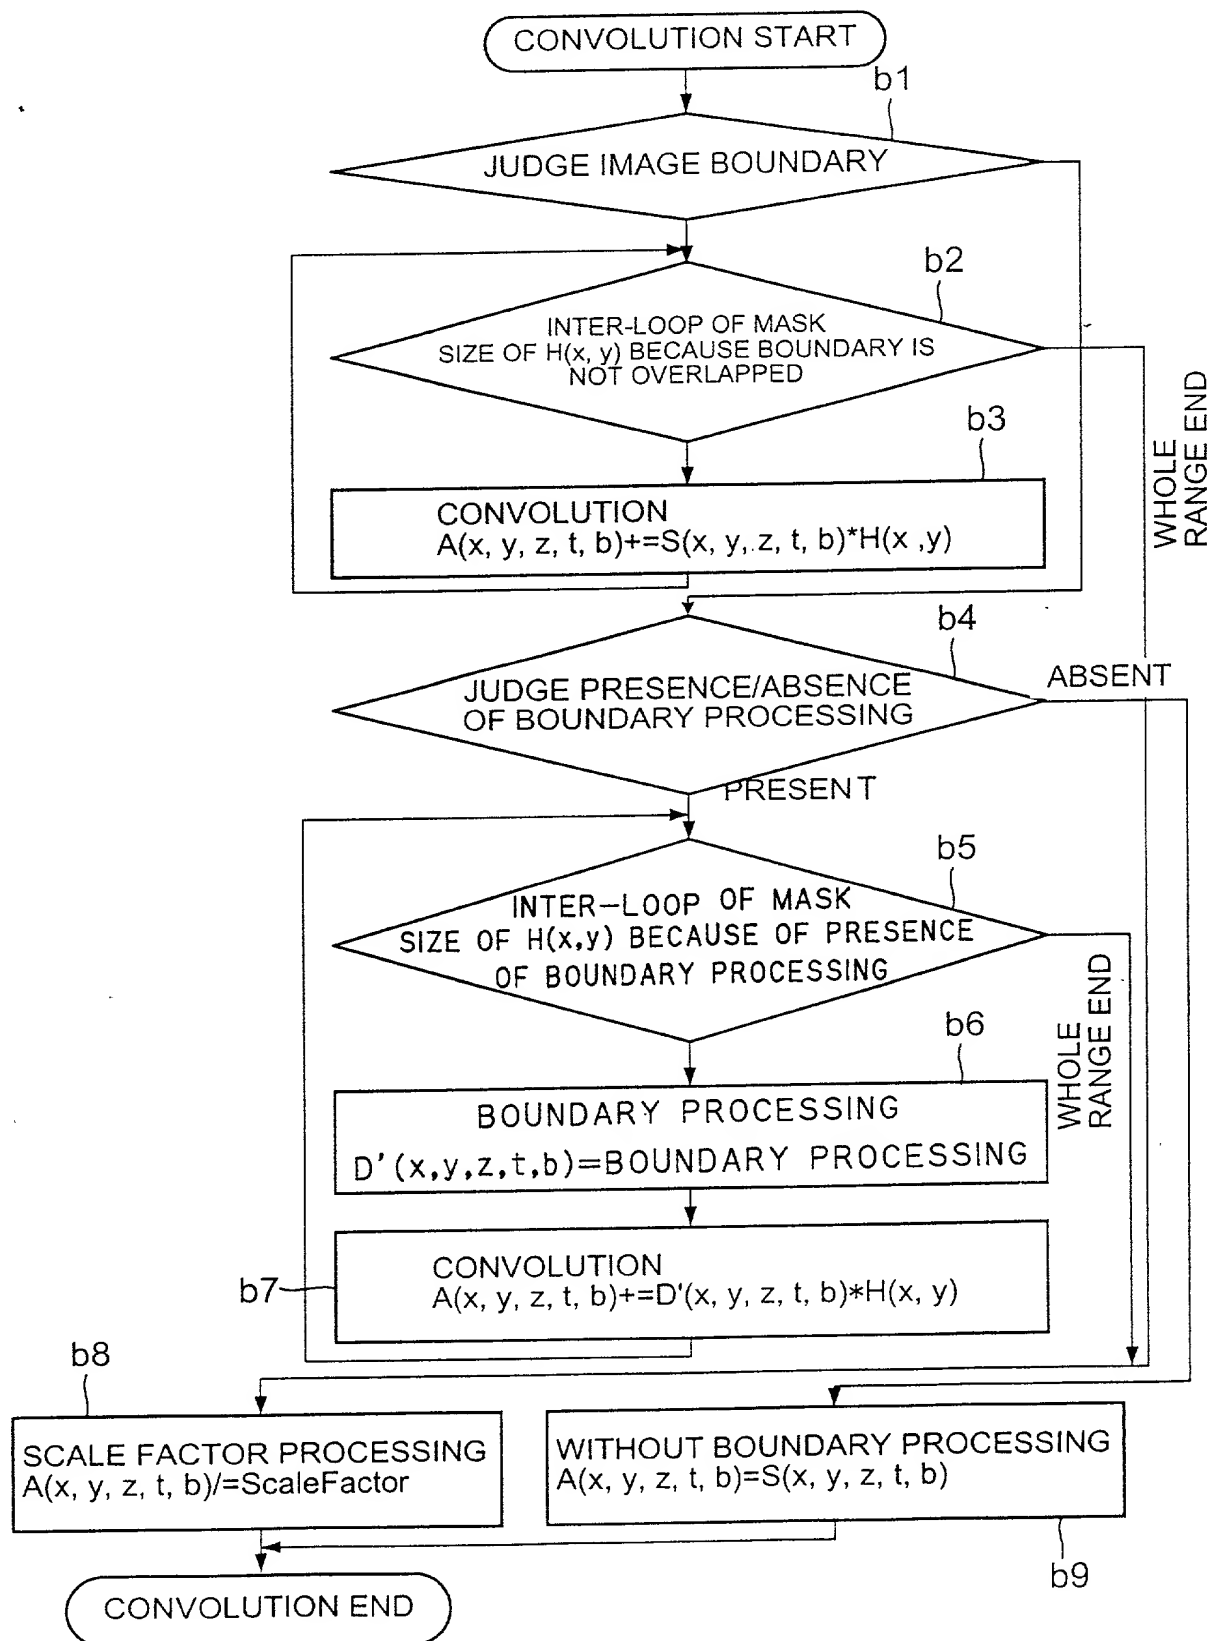 CONVOLUTION START
b1
JUDGE IMAGE BOUNDARY
b2
INTER-LOOP OF MASK
SIZE OF H(x, y) BECAUSE BOUNDARY IS
NOT OVERLAPPED
WHOLE
RANGE END
b3
CONVOLUTION
A(x, y, z, t, b)+=S(x, y, z, t, b)*H(x ,y)
b4
ABSENT
JUDGE PRESENCE/ABSENCE
OF BOUNDARY PROCESSING
PRESENT
b5
INTER-LOOP OF MASK
SIZE OF H(x,y) BECAUSE OF PRESENCE
OF BOUNDARY PROCESSING
WHOLE
RANGE END
b6
BOUNDARY PROCESSING
D'(x,y,z,t,b)=BOUNDARY PROCESSING
b7
CONVOLUTION
A(x, y, z, t, b)+=D'(x, y, z, t, b)*H(x, y)
b8
SCALE FACTOR PROCESSING
A(x, y, z, t, b)/=ScaleFactor
WITHOUT BOUNDARY PROCESSING
A(x, y, z, t, b)=S(x, y, z, t, b)
b9
CONVOLUTION END